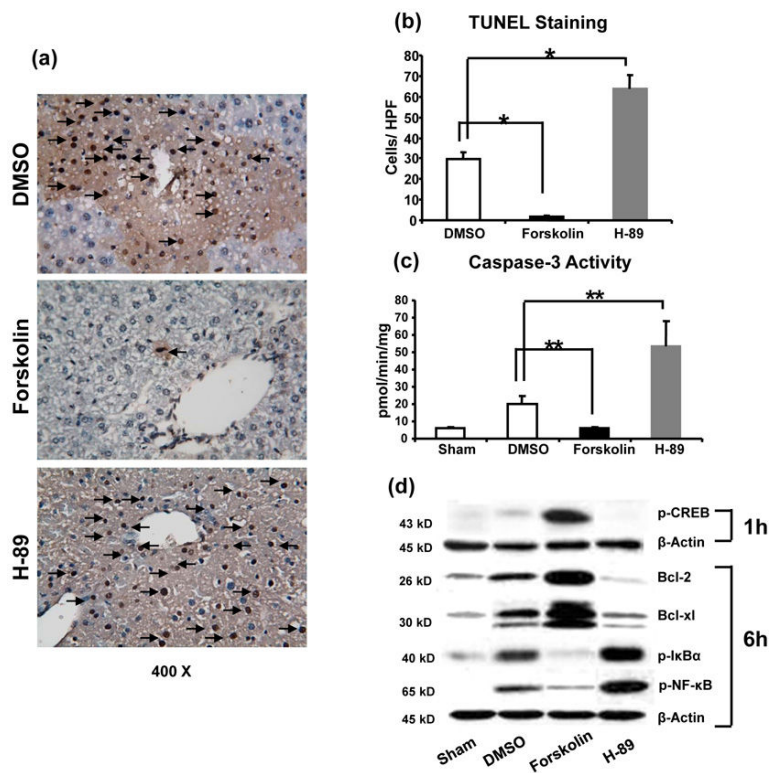 (a)
DMSO
Forskolin
H-89
400 X
(b)
TUNEL Staining
Cells/ HPF
80
70
60
50
40
30
20
10
0
*
*
DMSO Forskolin H-89
(c)
Caspase-3 Activity
pmol/min/mg
80
70
60
50
40
30
20
10
0
**
**
Sham DMSO Forskolin H-89
(d)
43 kD p-CREB
45 kD β-Actin
1h
26 kD Bcl-2
30 kD Bcl-xl
40 kD p-IκBα
65 kD p-NF-κB
45 kD β-Actin
6h
Sham DMSO Forskolin H-89